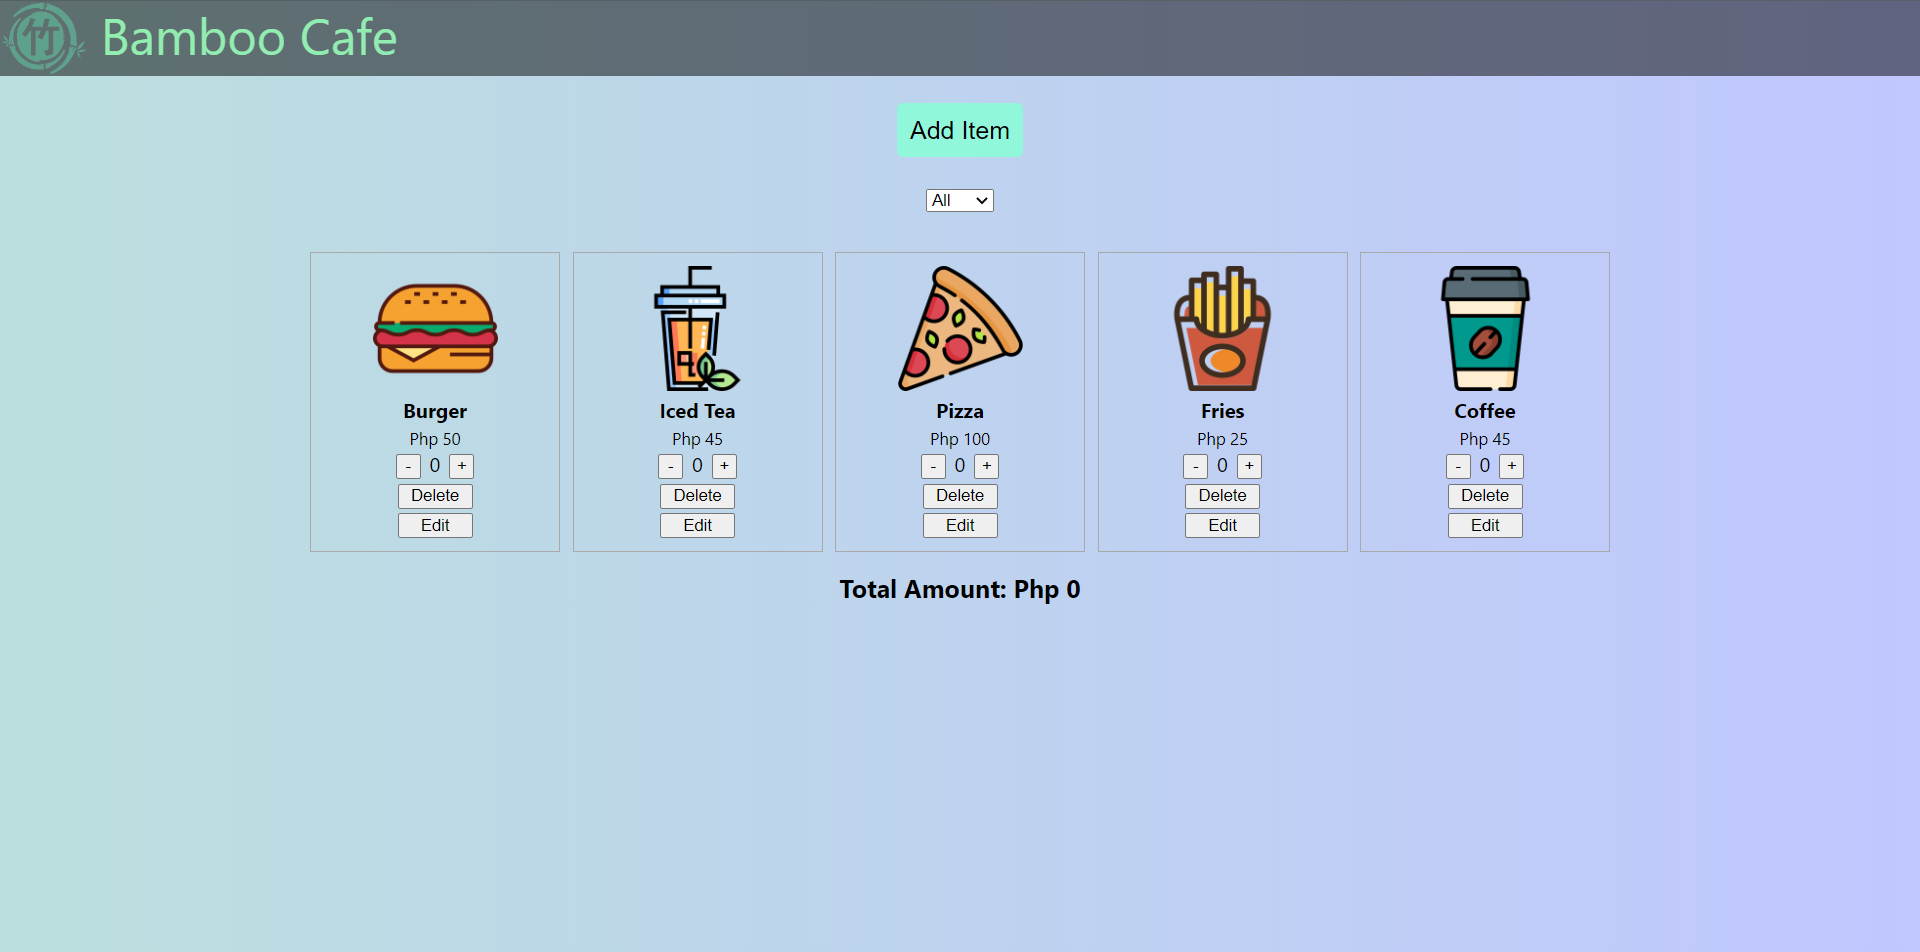 竹 Bamboo Cafe
Add Item
All
Burger
Php 50
- 0 +
Delete
Edit
Iced Tea
Php 45
- 0 +
Delete
Edit
Pizza
Php 100
- 0 +
Delete
Edit
Fries
Php 25
- 0 +
Delete
Edit
Coffee
Php 45
- 0 +
Delete
Edit
Total Amount: Php 0